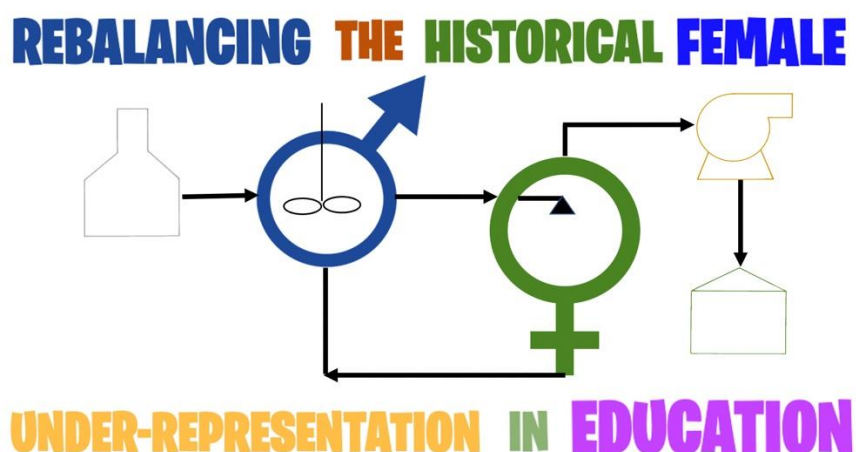 REBALANCING THE HISTORICAL FEMALE
UNDER-REPRESENTATION IN EDUCATION